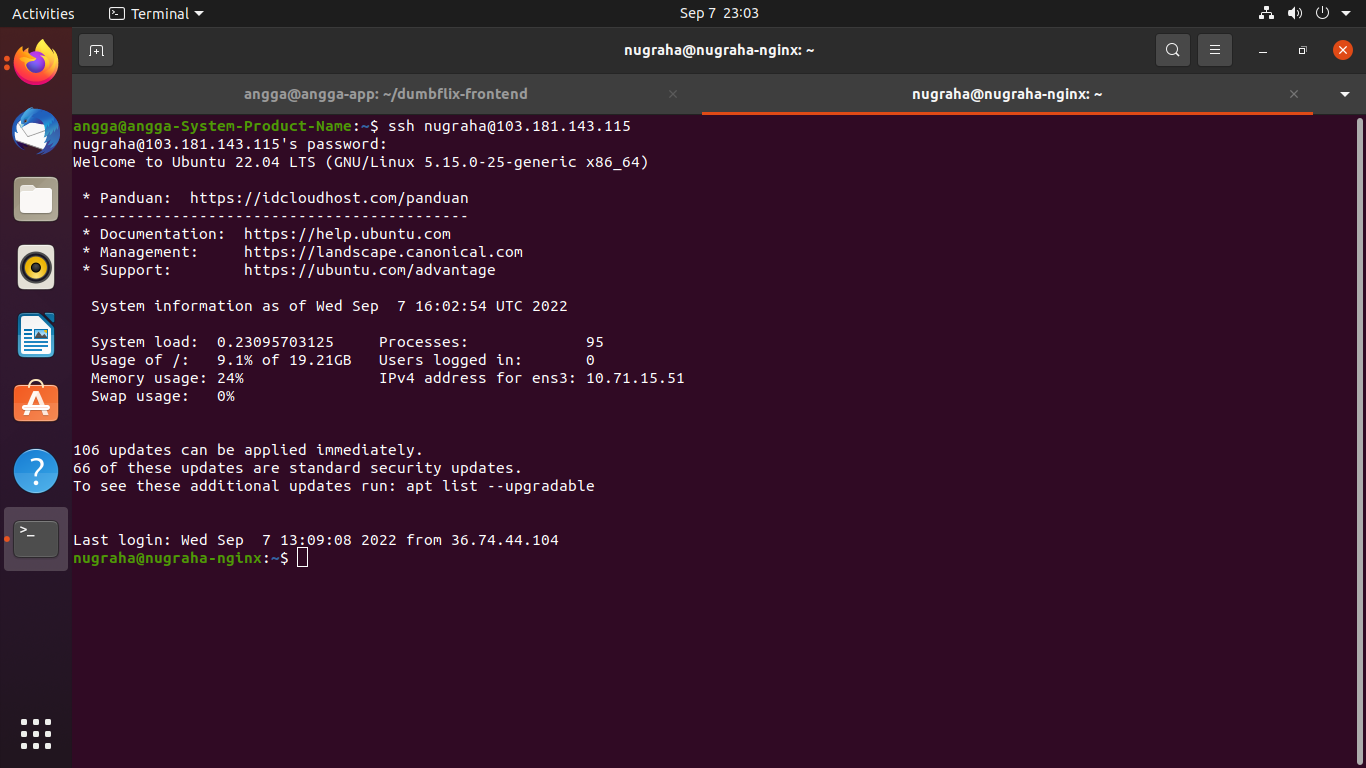 Activities
Terminal
Sep 7 23:03
nugraha@nugraha-nginx: ~
angga@angga-app: ~/dumbflix-frontend
nugraha@nugraha-nginx: ~
angga@angga-System-Product-Name:~$ ssh nugraha@103.181.143.115
nugraha@103.181.143.115's password:
Welcome to Ubuntu 22.04 LTS (GNU/Linux 5.15.0-25-generic x86_64)
* Panduan:  https://idcloudhost.com/panduan
-------------------------------------------
* Documentation:  https://help.ubuntu.com
* Management:     https://landscape.canonical.com
* Support:        https://ubuntu.com/advantage
System information as of Wed Sep  7 16:02:54 UTC 2022
System load:  0.23095703125     Processes:             95
Usage of /:   9.1% of 19.21GB   Users logged in:       0
Memory usage: 24%               IPv4 address for ens3: 10.71.15.51
Swap usage:   0%
106 updates can be applied immediately.
66 of these updates are standard security updates.
To see these additional updates run: apt list --upgradable
Last login: Wed Sep  7 13:09:08 2022 from 36.74.44.104
nugraha@nugraha-nginx:~$